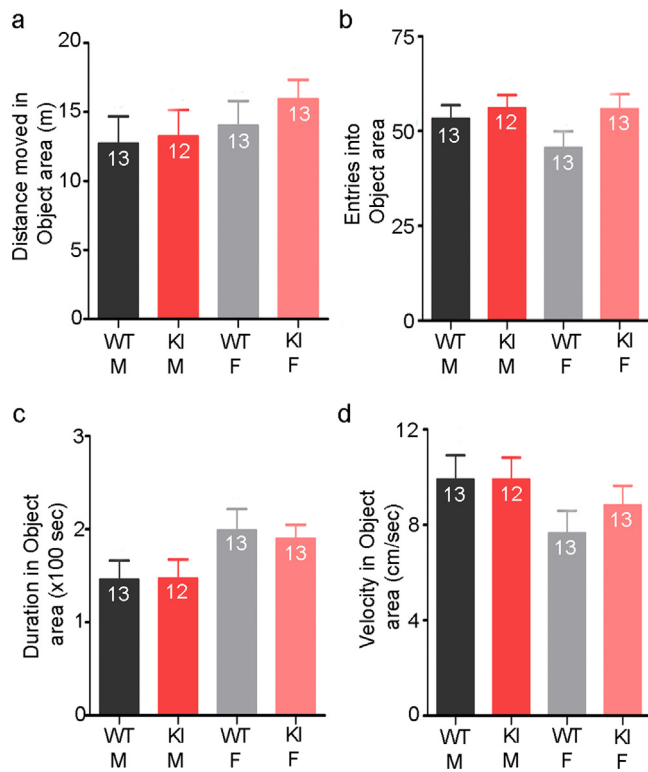 a
Distance moved in
Object area (m)
20
15
10
5
0
13
12
13
13
WT
M
KI
M
WT
F
KI
F
b
Entries into
Object area
75
50
25
0
13
12
13
13
WT
M
KI
M
WT
F
KI
F
c
Duration in Object
area (x100 sec)
3
2
1
0
13
12
13
13
WT
M
KI
M
WT
F
KI
F
d
Velocity in Object
area (cm/sec)
12
8
4
0
13
12
13
13
WT
M
KI
M
WT
F
KI
F